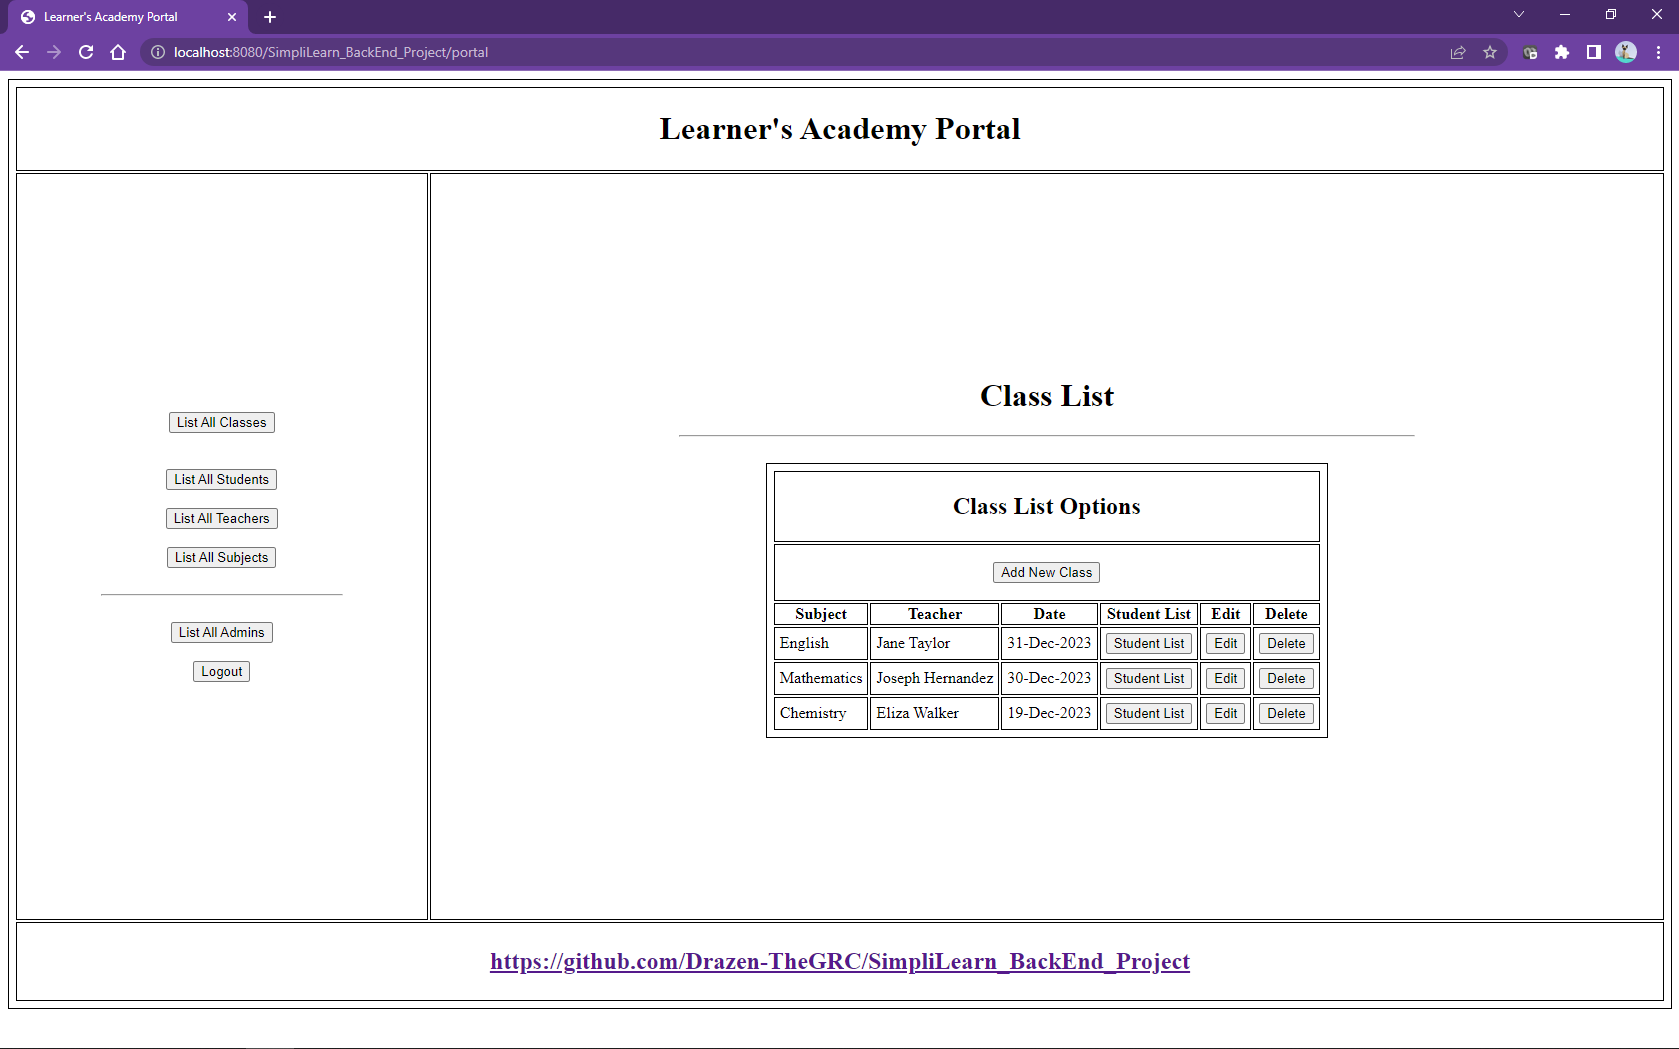 Learner's Academy Portal
localhost:8080/SimpliLearn_BackEnd_Project/portal
Learner's Academy Portal
List All Classes
List All Students
List All Teachers
List All Subjects
List All Admins
Logout
Class List
Class List Options
Add New Class
Subject Teacher Date Student List Edit Delete
English Jane Taylor 31-Dec-2023 Student List Edit Delete
Mathematics Joseph Hernandez 30-Dec-2023 Student List Edit Delete
Chemistry Eliza Walker 19-Dec-2023 Student List Edit Delete
https://github.com/Drazen-TheGRC/SimpliLearn_BackEnd_Project